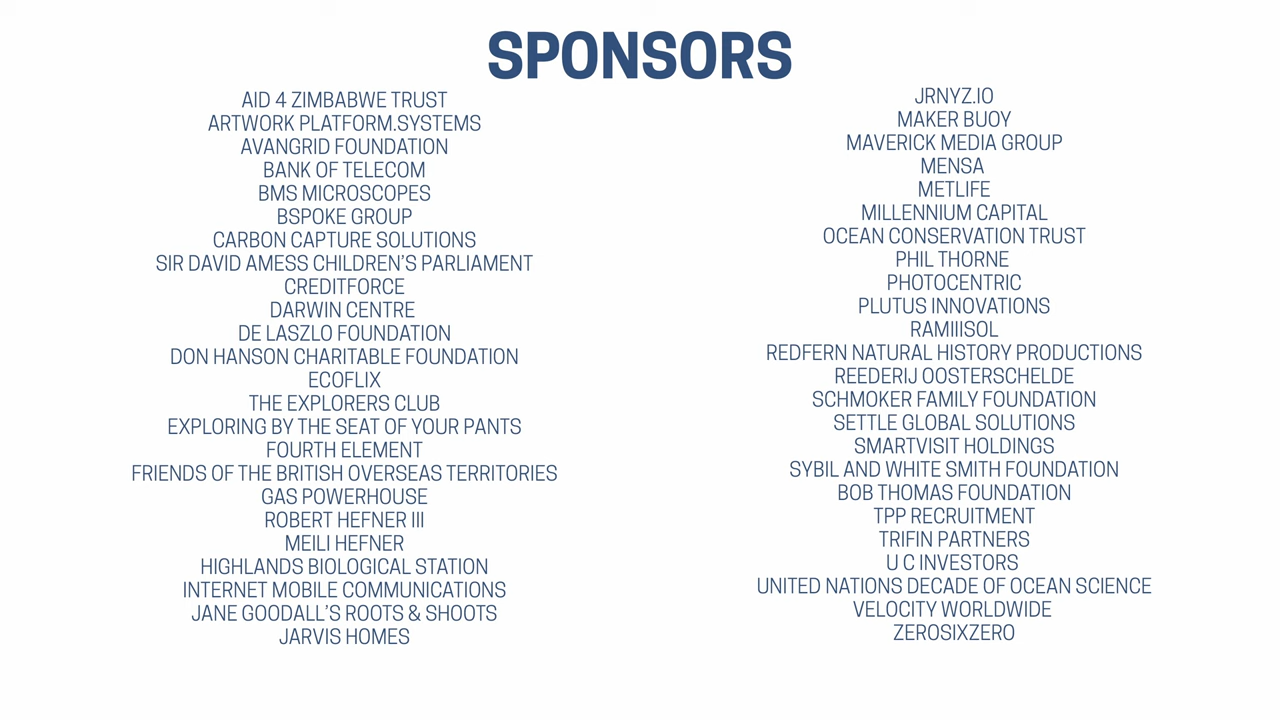 SPONSORS
AID 4 ZIMBABWE TRUST
ARTWORK PLATFORM.SYSTEMS
AVANGRID FOUNDATION
BANK OF TELECOM
BMS MICROSCOPES
BSPOKE GROUP
CARBON CAPTURE SOLUTIONS
SIR DAVID AMESS CHILDREN'S PARLIAMENT
CREDITFORCE
DARWIN CENTRE
DE LASZLO FOUNDATION
DON HANSON CHARITABLE FOUNDATION
ECOFLIX
THE EXPLORERS CLUB
EXPLORING BY THE SEAT OF YOUR PANTS
FOURTH ELEMENT
FRIENDS OF THE BRITISH OVERSEAS TERRITORIES
GAS POWERHOUSE
ROBERT HEFNER III
MEILI HEFNER
HIGHLANDS BIOLOGICAL STATION
INTERNET MOBILE COMMUNICATIONS
JANE GOODALL'S ROOTS & SHOOTS
JARVIS HOMES
JRNYZ.IO
MAKER BUOY
MAVERICK MEDIA GROUP
MENSA
METLIFE
MILLENNIUM CAPITAL
OCEAN CONSERVATION TRUST
PHIL THORNE
PHOTOCENTRIC
PLUTUS INNOVATIONS
RAMIIISOL
REDFERN NATURAL HISTORY PRODUCTIONS
REEDERIJ OOSTERSCHELDE
SCHMOKER FAMILY FOUNDATION
SETTLE GLOBAL SOLUTIONS
SMARTVISIT HOLDINGS
SYBIL AND WHITE SMITH FOUNDATION
BOB THOMAS FOUNDATION
TPP RECRUITMENT
TRIFIN PARTNERS
U C INVESTORS
UNITED NATIONS DECADE OF OCEAN SCIENCE
VELOCITY WORLDWIDE
ZEROSIXZERO